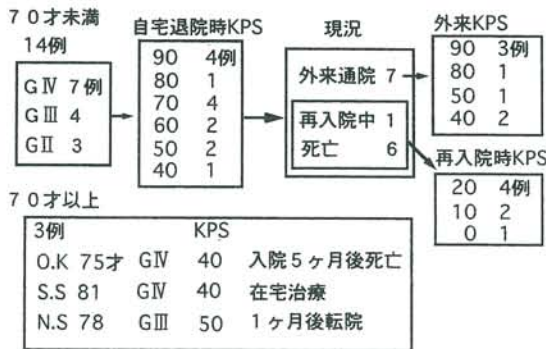 70才未満
14例
GⅣ 7例
GⅢ 4
GⅡ 3
自宅退院時KPS
90 4例
80 1
70 4
60 2
50 2
40 1
現況
外来通院 7
再入院中 1
死亡 6
外来KPS
90 3例
80 1
50 1
40 2
再入院時KPS
20 4例
10 2
0 1
70才以上
3例 KPS
O.K 75才 GⅣ 40 入院5ヶ月後死亡
S.S 81 GⅣ 40 在宅治療
N.S 78 GⅢ 50 1ヶ月後転院